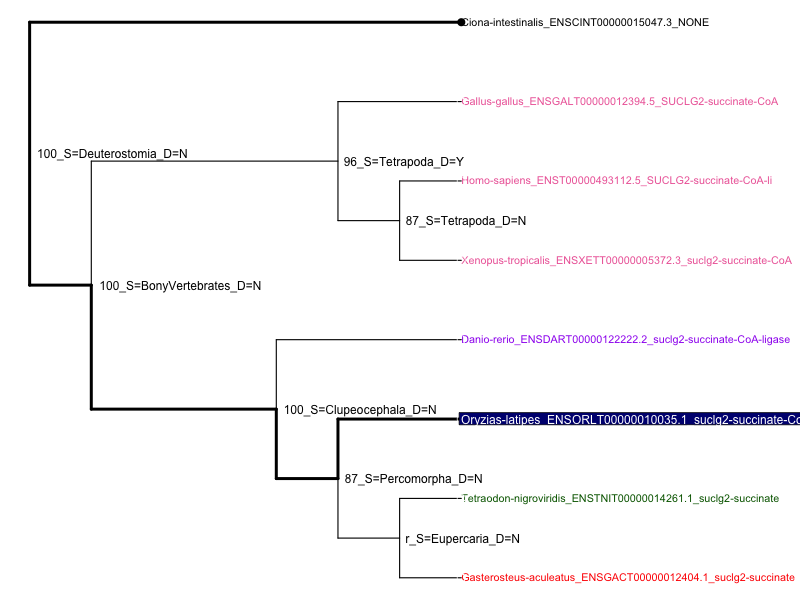 Ciona-intestinalis_ENSCINT00000015047.3_NONE
Gallus-gallus_ENSGALT00000012394.5_SUCLG2-succinate-CoA
100_S=Deuterostomia_D=N
96_S=Tetrapoda_D=Y
Homo-sapiens_ENST00000493112.5_SUCLG2-succinate-CoA-li
87_S=Tetrapoda_D=N
Xenopus-tropicalis_ENSXETT00000005372.3_suclg2-succinate-CoA
100_S=BonyVertebrates_D=N
Danio-rerio_ENSDART00000122222.2_suclg2-succinate-CoA-ligase
100_S=Clupeocephala_D=N
Oryzias-latipes_ENSORLT00000010035.1_suclg2-succinate-Co
87_S=Percomorpha_D=N
Tetraodon-nigroviridis_ENSTNIT00000014261.1_suclg2-succinate
r_S=Eupercaria_D=N
Gasterosteus-aculeatus_ENSGACT00000012404.1_suclg2-succinate